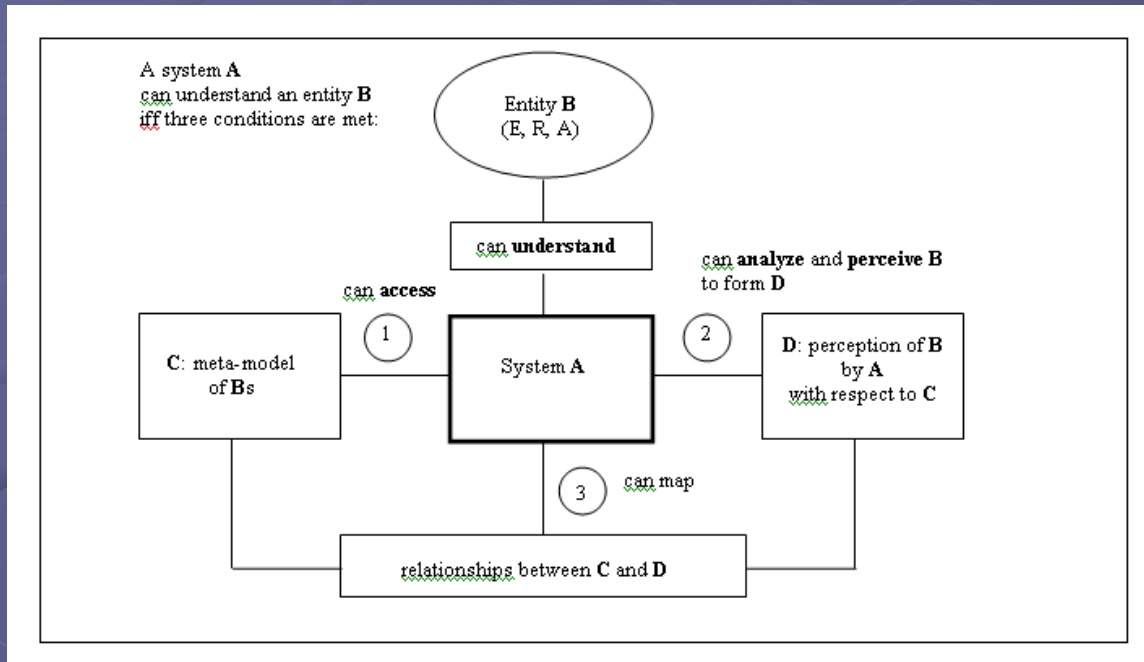 A system A
can understand an entity B
iff three conditions are met:
Entity B
(E, R, A)
can understand
can analyze and perceive B
to form D
can access
1
2
C: meta-model
of Bs
System A
D: perception of B
by A
with respect to C
3
can map
relationships between C and D